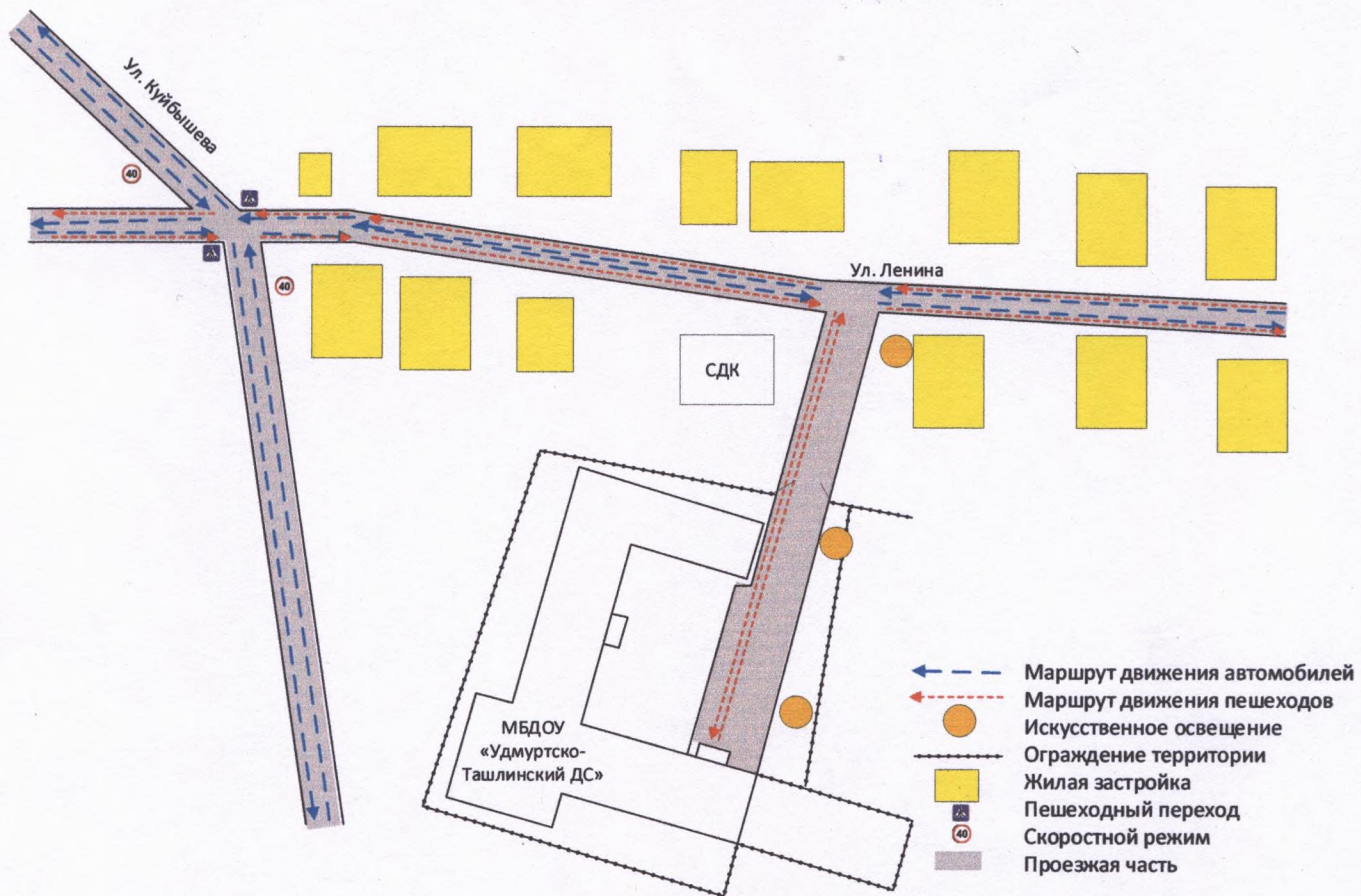 Ул. Куйбышева
40
40
Ул. Ленина
СДК
МБДОУ
«Удмуртско-
Ташлинский ДС»
Маршрут движения автомобилей
Маршрут движения пешеходов
Искусственное освещение
Ограждение территории
Жилая застройка
Пешеходный переход
40
Скоростной режим
Проезжая часть